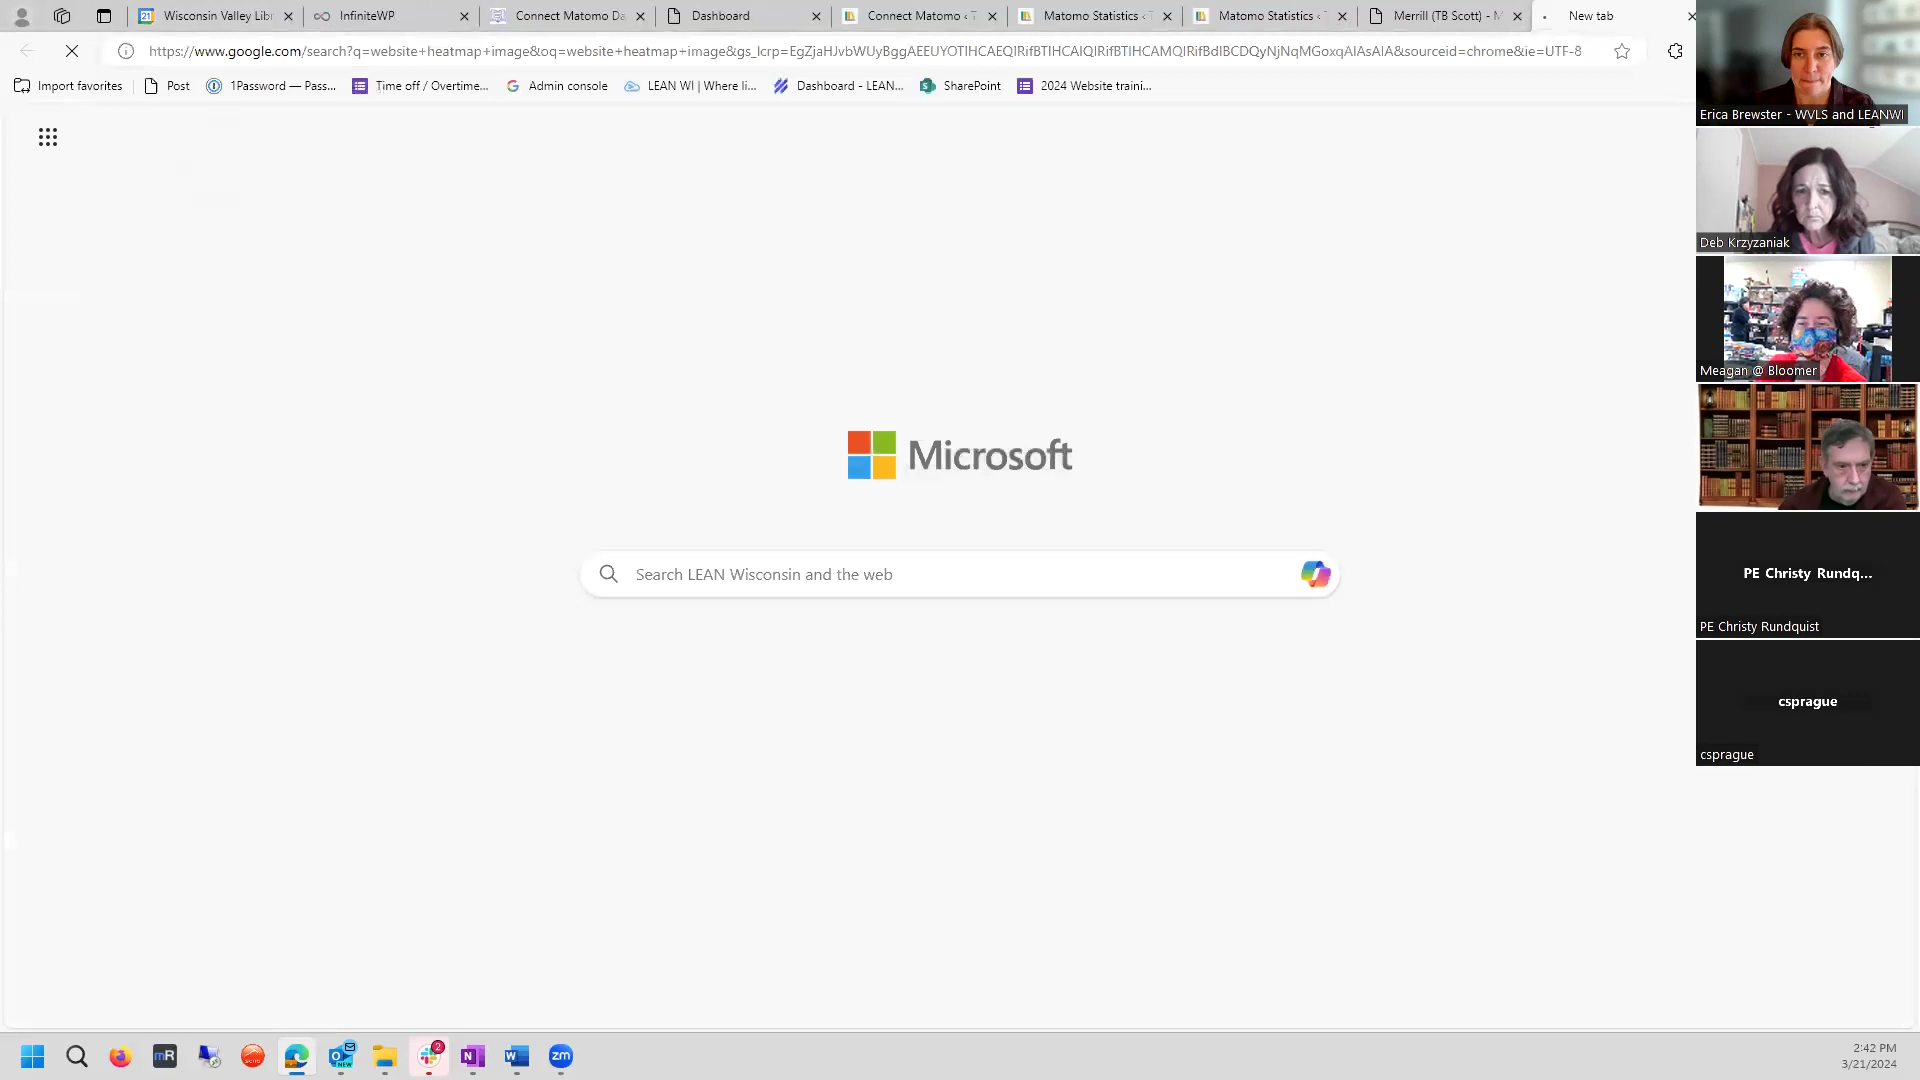 Wisconsin Valley Libr
InfiniteWP
Connect Matomo Da
Dashboard
Connect Matomo ‹ T
Matomo Statistics ‹ T
Matomo Statistics ‹ T
Merrill (TB Scott) - M
New tab
https://www.google.com/search?q=website+heatmap+image&oq=website+heatmap+image&gs_lcrp=EgZjaHJvbWUyBggAEEUYOTIHCAEQIRifBTIHCAIQIRifBTIHCAMQIRifBdIBCDQyNjNqMGoxqAIAsAIA&sourceid=chrome&ie=UTF-8
Import favorites
Post
1Password — Pass...
Time off / Overtime...
Admin console
LEAN WI | Where li...
Dashboard - LEAN...
SharePoint
2024 Website traini...
Erica Brewster - WVLS and LEANWI
Deb Krzyzaniak
Meagan @ Bloomer
Microsoft
Search LEAN Wisconsin and the web
PE Christy Rundq...
PE Christy Rundquist
csprague
csprague
2:42 PM
3/21/2024